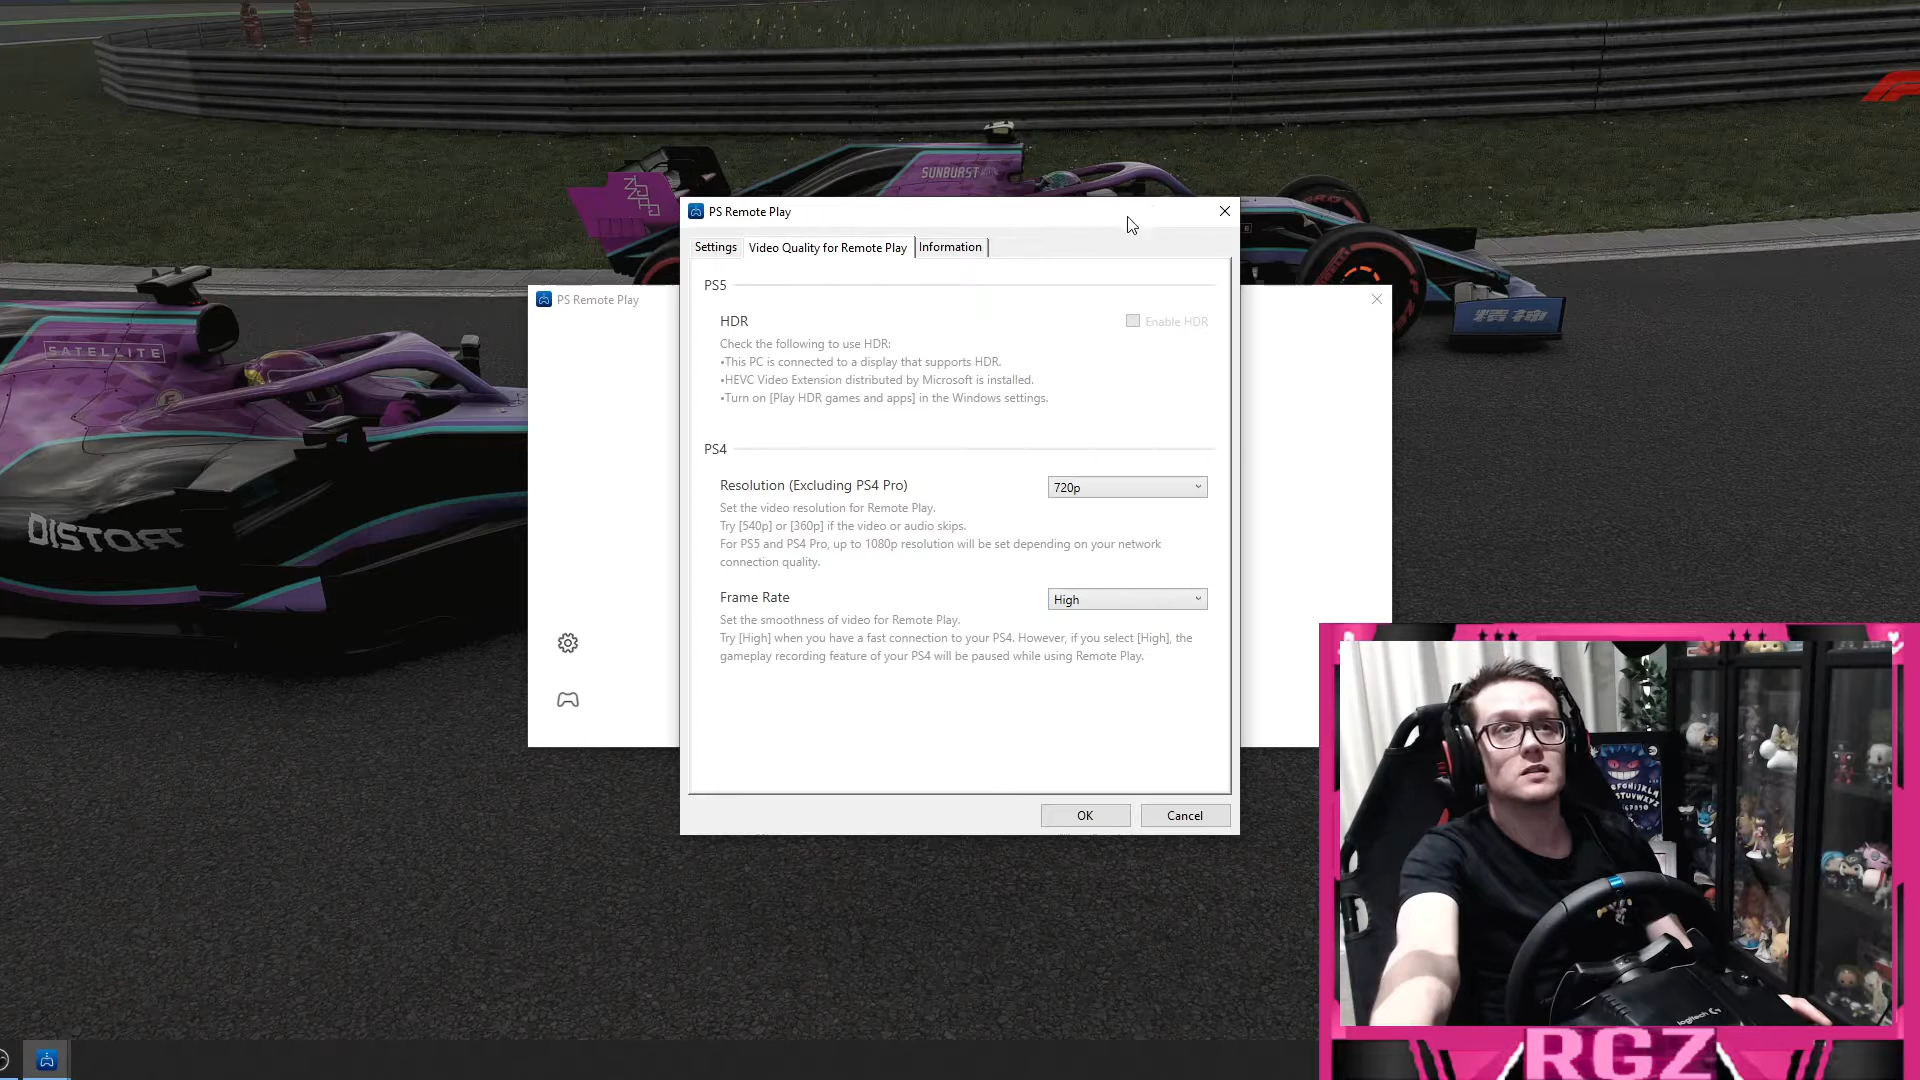 SUNBURST
PS Remote Play
Settings
Video Quality for Remote Play
Information
PS5
HDR
Enable HDR
Check the following to use HDR:
•This PC is connected to a display that supports HDR.
•HEVC Video Extension distributed by Microsoft is installed.
•Turn on [Play HDR games and apps] in the Windows settings.
PS4
Resolution (Excluding PS4 Pro)
720p
Set the video resolution for Remote Play.
Try [540p] or [360p] if the video or audio skips.
For PS5 and PS4 Pro, up to 1080p resolution will be set depending on your network
connection quality.
Frame Rate
High
Set the smoothness of video for Remote Play.
Try [High] when you have a fast connection to your PS4. However, if you select [High], the
gameplay recording feature of your PS4 will be paused while using Remote Play.
OK
Cancel
PS Remote Play
精神
SATELLITE
logitech
RGZ